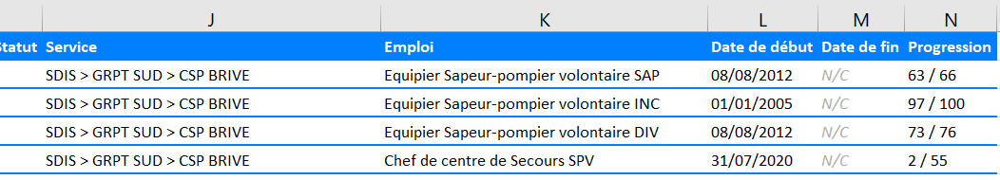 J K L M N
Statut Service Emploi Date de début Date de fin Progression
SDIS > GRPT SUD > CSP BRIVE Equipier Sapeur-pompier volontaire SAP 08/08/2012 N/C 63 / 66
SDIS > GRPT SUD > CSP BRIVE Equipier Sapeur-pompier volontaire INC 01/01/2005 N/C 97 / 100
SDIS > GRPT SUD > CSP BRIVE Equipier Sapeur-pompier volontaire DIV 08/08/2012 N/C 73 / 76
SDIS > GRPT SUD > CSP BRIVE Chef de centre de Secours SPV 31/07/2020 N/C 2 / 55